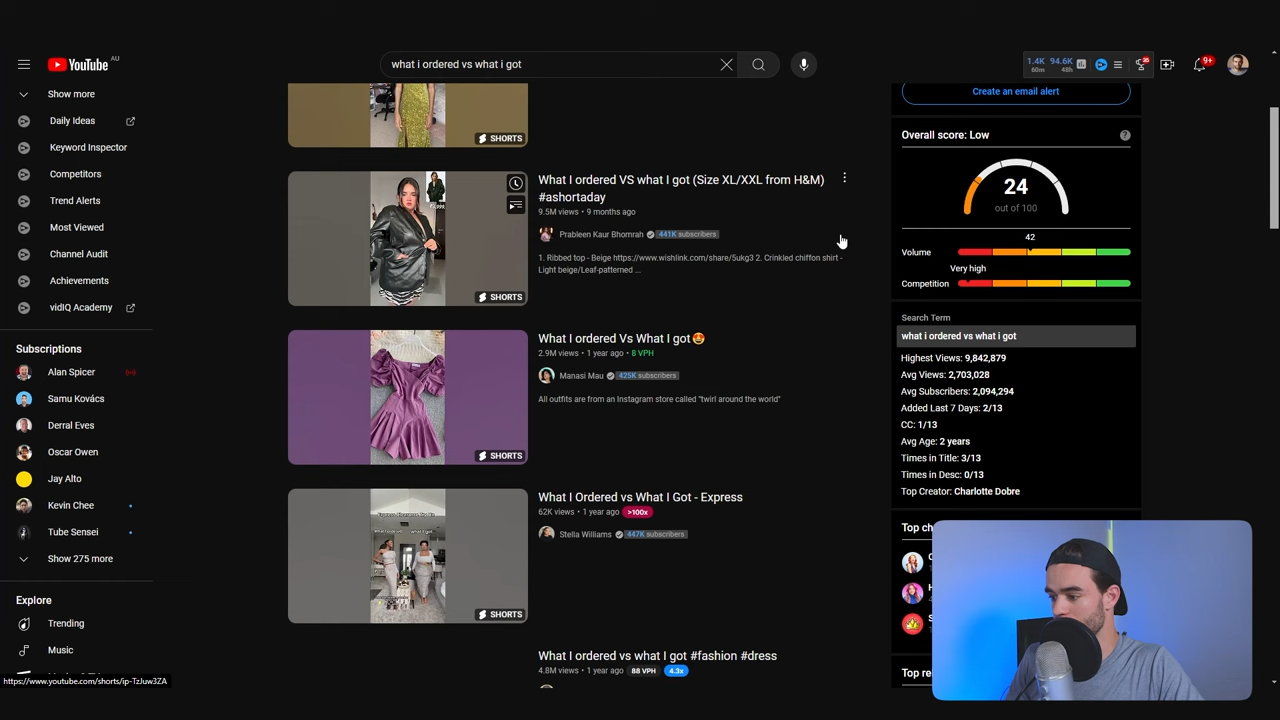 YouTube AU
what i ordered vs what i got
1.4K 94.6K
60m 48h
9+
Show more
Daily Ideas
Keyword Inspector
Competitors
Trend Alerts
Most Viewed
Channel Audit
Achievements
vidIQ Academy
Subscriptions
Alan Spicer
Samu Kovács
Derral Eves
Oscar Owen
Jay Alto
Kevin Chee
Tube Sensei
Show 275 more
Explore
Trending
Music
https://www.youtube.com/shorts/ip-TzJuw3ZA
SHORTS
What I ordered VS what I got (Size XL/XXL from H&M)
#ashortaday
9.5M views • 9 months ago
Prableen Kaur Bhomrah 441K subscribers
1. Ribbed top - Beige https://www.wishlink.com/share/5ukg3 2. Crinkled chiffon shirt -
Light beige/Leaf-patterned ...
SHORTS
What I ordered Vs What I got😍
2.9M views • 1 year ago • 8 VPH
Manasi Mau 425K subscribers
All outfits are from an Instagram store called "twirl around the world"
SHORTS
What I Ordered vs What I Got - Express
62K views • 1 year ago >100x
Stella Williams 447K subscribers
SHORTS
What I ordered vs what I got #fashion #dress
4.8M views • 1 year ago 88 VPH 4.3x
Create an email alert
Overall score: Low
?
24
out of 100
42
Volume
Very high
Competition
Search Term
what i ordered vs what i got
Highest Views: 9,842,879
Avg Views: 2,703,028
Avg Subscribers: 2,094,294
Added Last 7 Days: 2/13
CC: 1/13
Avg Age: 2 years
Times in Title: 3/13
Times in Desc: 0/13
Top Creator: Charlotte Dobre
Top
Top